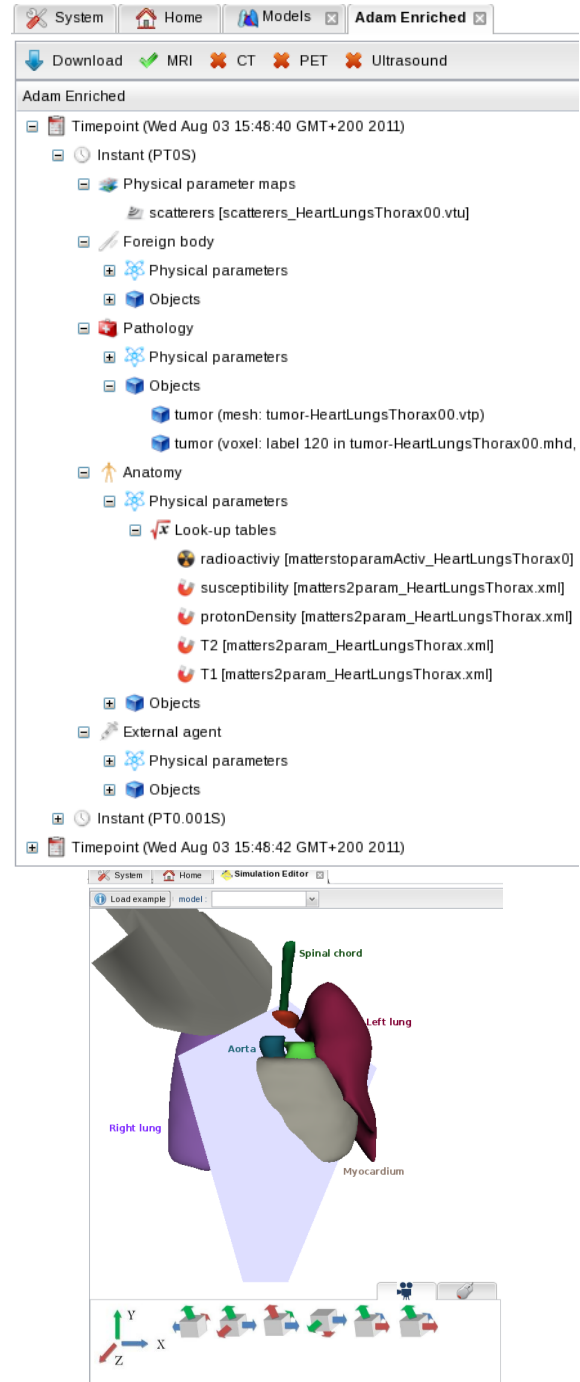 System Home Models Adam Enriched
Download MRI CT PET Ultrasound
Adam Enriched
Timepoint (Wed Aug 03 15:48:40 GMT+200 2011)
Instant (PT0S)
Physical parameter maps
scatterers [scatterers_HeartLungsThorax00.vtu]
Foreign body
Physical parameters
Objects
Pathology
Physical parameters
Objects
tumor (mesh: tumor-HeartLungsThorax00.vtp)
tumor (voxel: label 120 in tumor-HeartLungsThorax00.mhd,
Anatomy
Physical parameters
√x Look-up tables
radioactiviy [matterstoparamActiv_HeartLungsThorax0]
susceptibility [matters2param_HeartLungsThorax.xml]
protonDensity [matters2param_HeartLungsThorax.xml]
T2 [matters2param_HeartLungsThorax.xml]
T1 [matters2param_HeartLungsThorax.xml]
Objects
External agent
Physical parameters
Objects
Instant (PT0.001S)
Timepoint (Wed Aug 03 15:48:42 GMT+200 2011)
System Home Simulation Editor
Load example model :
Spinal chord
Left lung
Aorta
Right lung
Myocardium
Y
X
Z